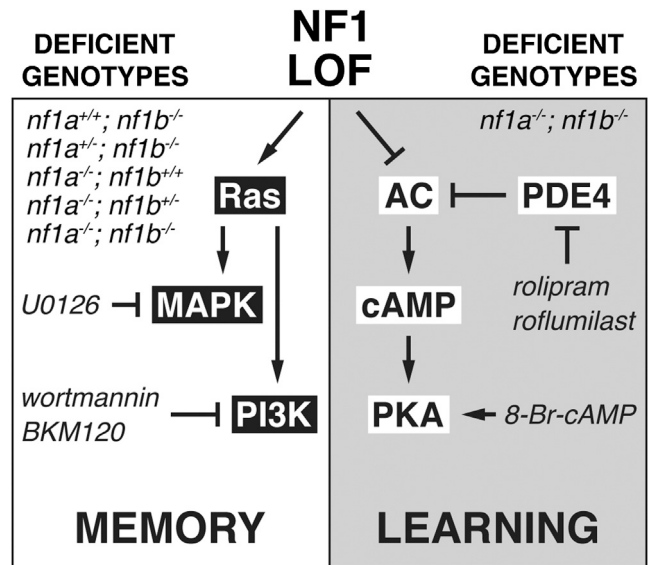 NF1
LOF
DEFICIENT
GENOTYPES
DEFICIENT
GENOTYPES
nf1a+/+; nf1b-/-
nf1a+/-; nf1b-/-
nf1a-/-; nf1b+/+
nf1a-/-; nf1b+/-
nf1a-/-; nf1b-/-
Ras
U0126
MAPK
wortmannin
BKM120
PI3K
MEMORY
nf1a-/-; nf1b-/-
AC
PDE4
rolipram
roflumilast
cAMP
PKA
8-Br-cAMP
LEARNING